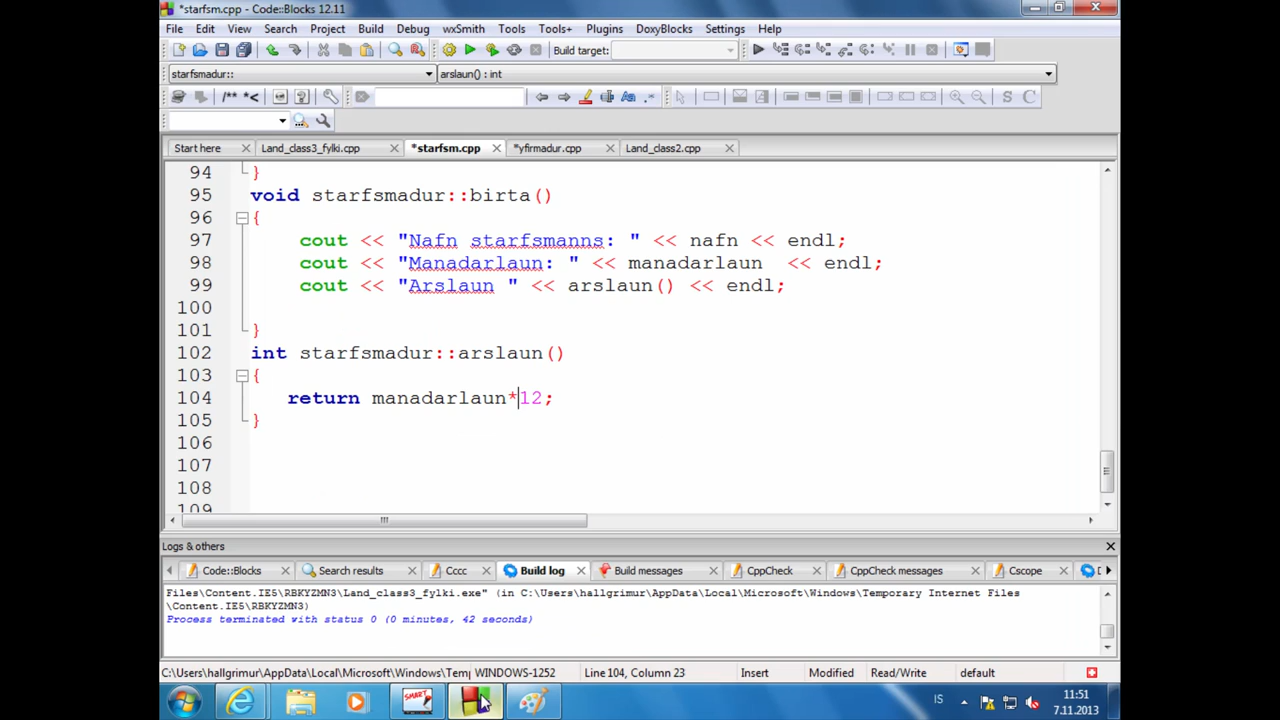 *starfsm.cpp - Code::Blocks 12.11
File Edit View Search Project Build Debug wxSmith Tools Tools+ Plugins DoxyBlocks Settings Help
Build target:
starfsmadur:: arslaun() : int
/** *< Aa .* S C
Start here Land_class3_fylki.cpp *starfsm.cpp *yfirmadur.cpp Land_class2.cpp
94 }
95 void starfsmadur::birta()
96 {
97 cout << "Nafn starfsmanns: " << nafn << endl;
98 cout << "Manadarlaun: " << manadarlaun << endl;
99 cout << "Arslaun " << arslaun() << endl;
100
101 }
102 int starfsmadur::arslaun()
103 {
104 return manadarlaun*12;
105 }
106
107
108
109
Logs & others
Code::Blocks Search results Cccc Build log Build messages CppCheck CppCheck messages Cscope D
Files\Content.IE5\RBKYZMN3\Land_class3_fylki.exe" (in C:\Users\hallgrimur\AppData\Local\Microsoft\Windows\Temporary Internet Files
\Content.IE5\RBKYZMN3)
Process terminated with status 0 (0 minutes, 42 seconds)
C:\Users\hallgrimur\AppData\Local\Microsoft\Windows\Temp WINDOWS-1252 Line 104, Column 23 Insert Modified Read/Write default
SMART IS 11:51
7.11.2013